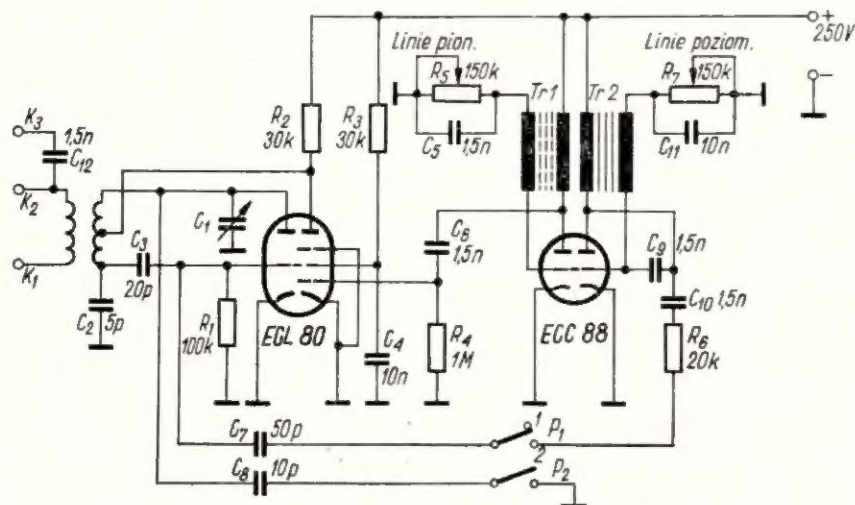 +
250V
−
Linie pion.
R5 150k
C5 1,5n
Tr1
Tr2
Linie poziom.
R7 150k
C11 10n
K3
1,5n
C12
K2
K1
R2
30k
R3
30k
C1
C3
20p
C2 5p
R1
100k
ECL 80
C4
10n
C6
1,5n
R4
1M
ECC 88
C9 1,5n
C10 1,5n
R6
20k
C7 50p
1 P1
C8 10p
2 P2